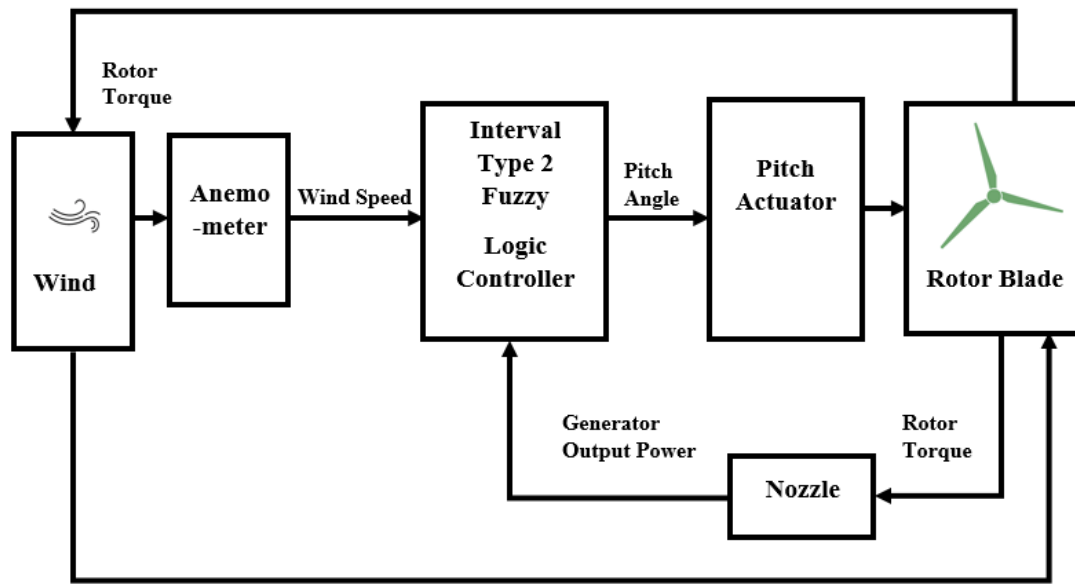 Rotor
Torque
Wind
Anemo
-meter
Wind Speed
Interval
Type 2
Fuzzy
Logic
Controller
Pitch
Angle
Pitch
Actuator
Rotor Blade
Generator
Output Power
Nozzle
Rotor
Torque